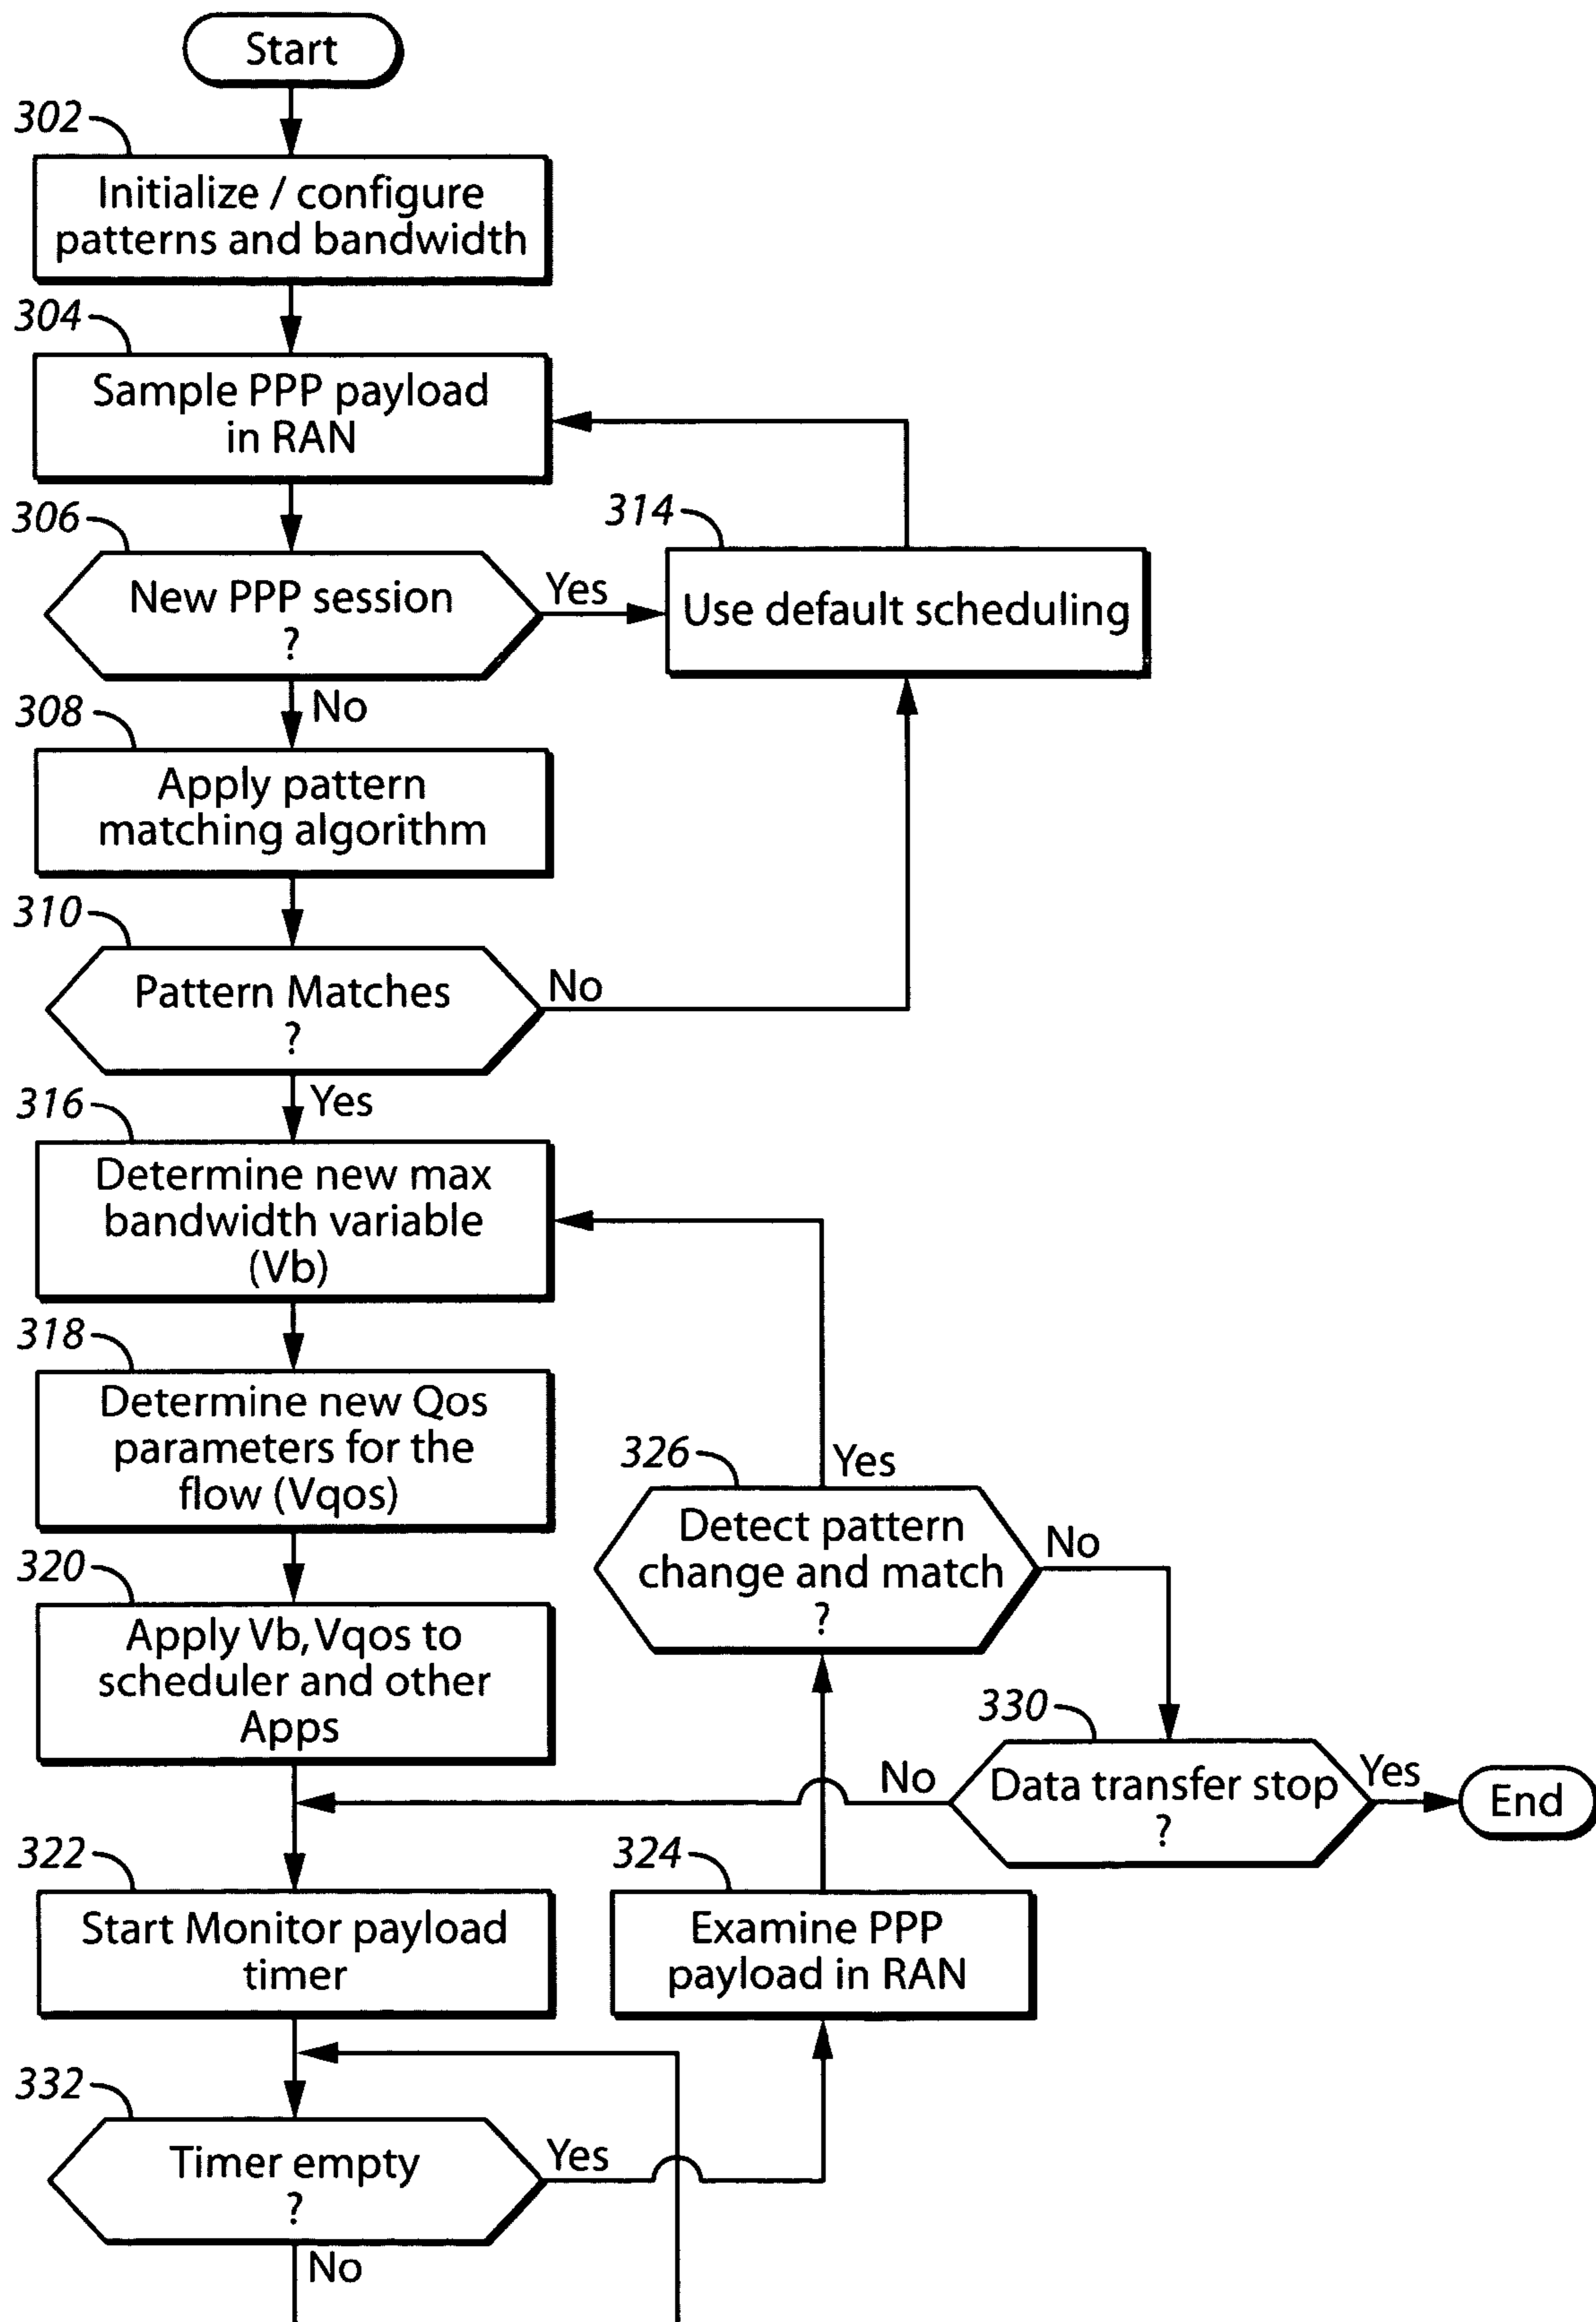 Start
302
Initialize / configure
patterns and bandwidth
304
Sample PPP payload
in RAN
306
New PPP session
?
Yes
314
Use default scheduling
No
308
Apply pattern
matching algorithm
310
Pattern Matches
?
No
Yes
316
Determine new max
bandwidth variable
(Vb)
318
Determine new Qos
parameters for the
flow (Vqos)
326
Yes
Detect pattern
change and match
?
No
320
Apply Vb, Vqos to
scheduler and other
Apps
330
No
Data transfer stop
?
Yes
End
322
Start Monitor payload
timer
324
Examine PPP
payload in RAN
332
Timer empty
?
Yes
No